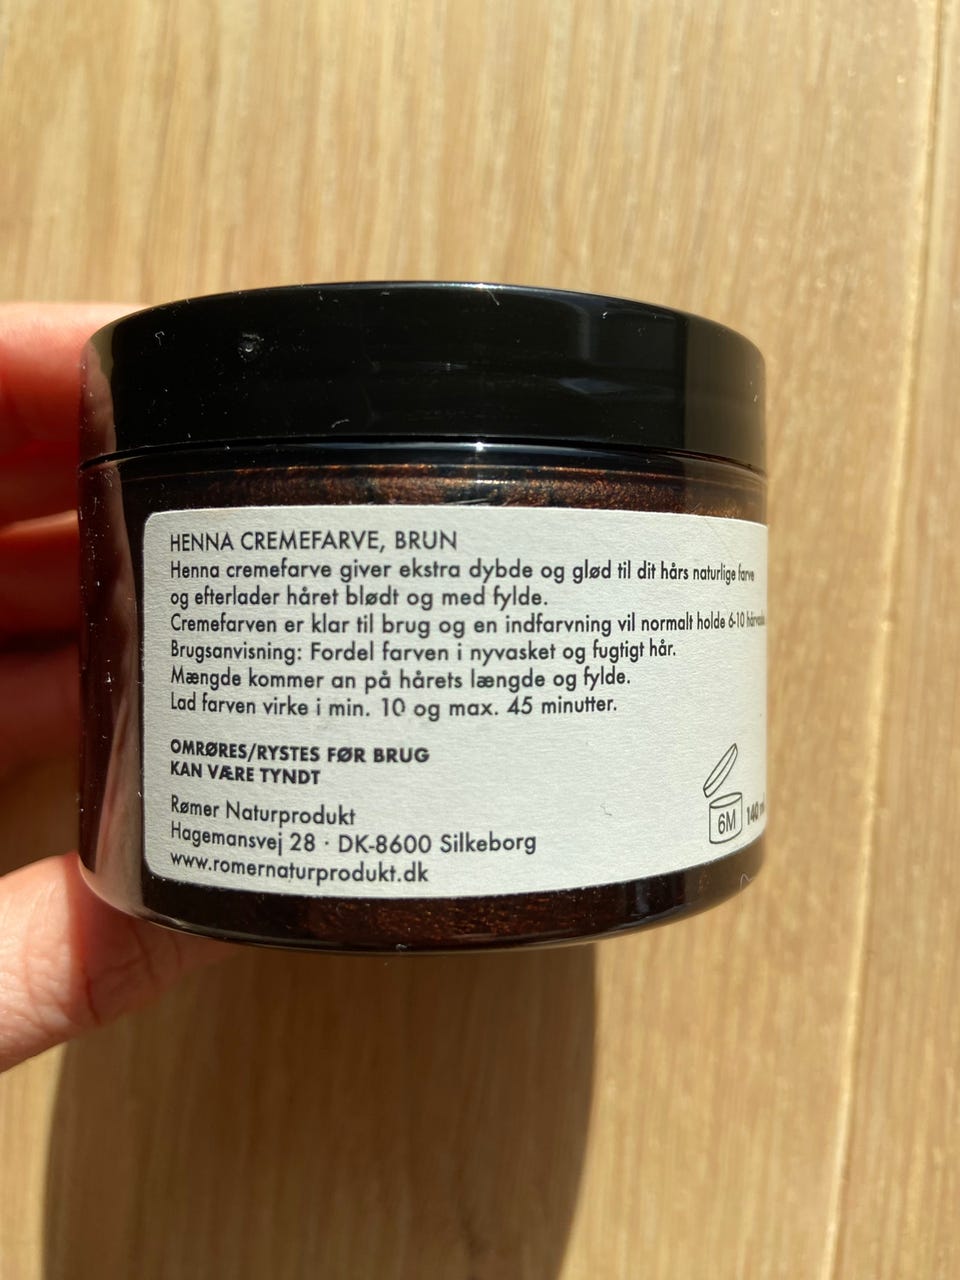 HENNA CREMEFARVE, BRUN
Henna cremefarve giver ekstra dybde og glød til dit hårs naturlige farve
og efterlader håret blødt og med fylde.
Cremefarven er klar til brug og en indfarvning vil normalt holde 6-10
Brugsanvisning: Fordel farven i nyvasket og fugtigt hår.
Mængde kommer an på hårets længde og fylde.
Lad farven virke i min. 10 og max. 45 minutter.
OMRØRES/RYSTES FØR BRUG
KAN VÆRE TYNDT
Rømer Naturprodukt
Hagemansvej 28 · DK-8600 Silkeborg
www.romernaturprodukt.dk
6M
140